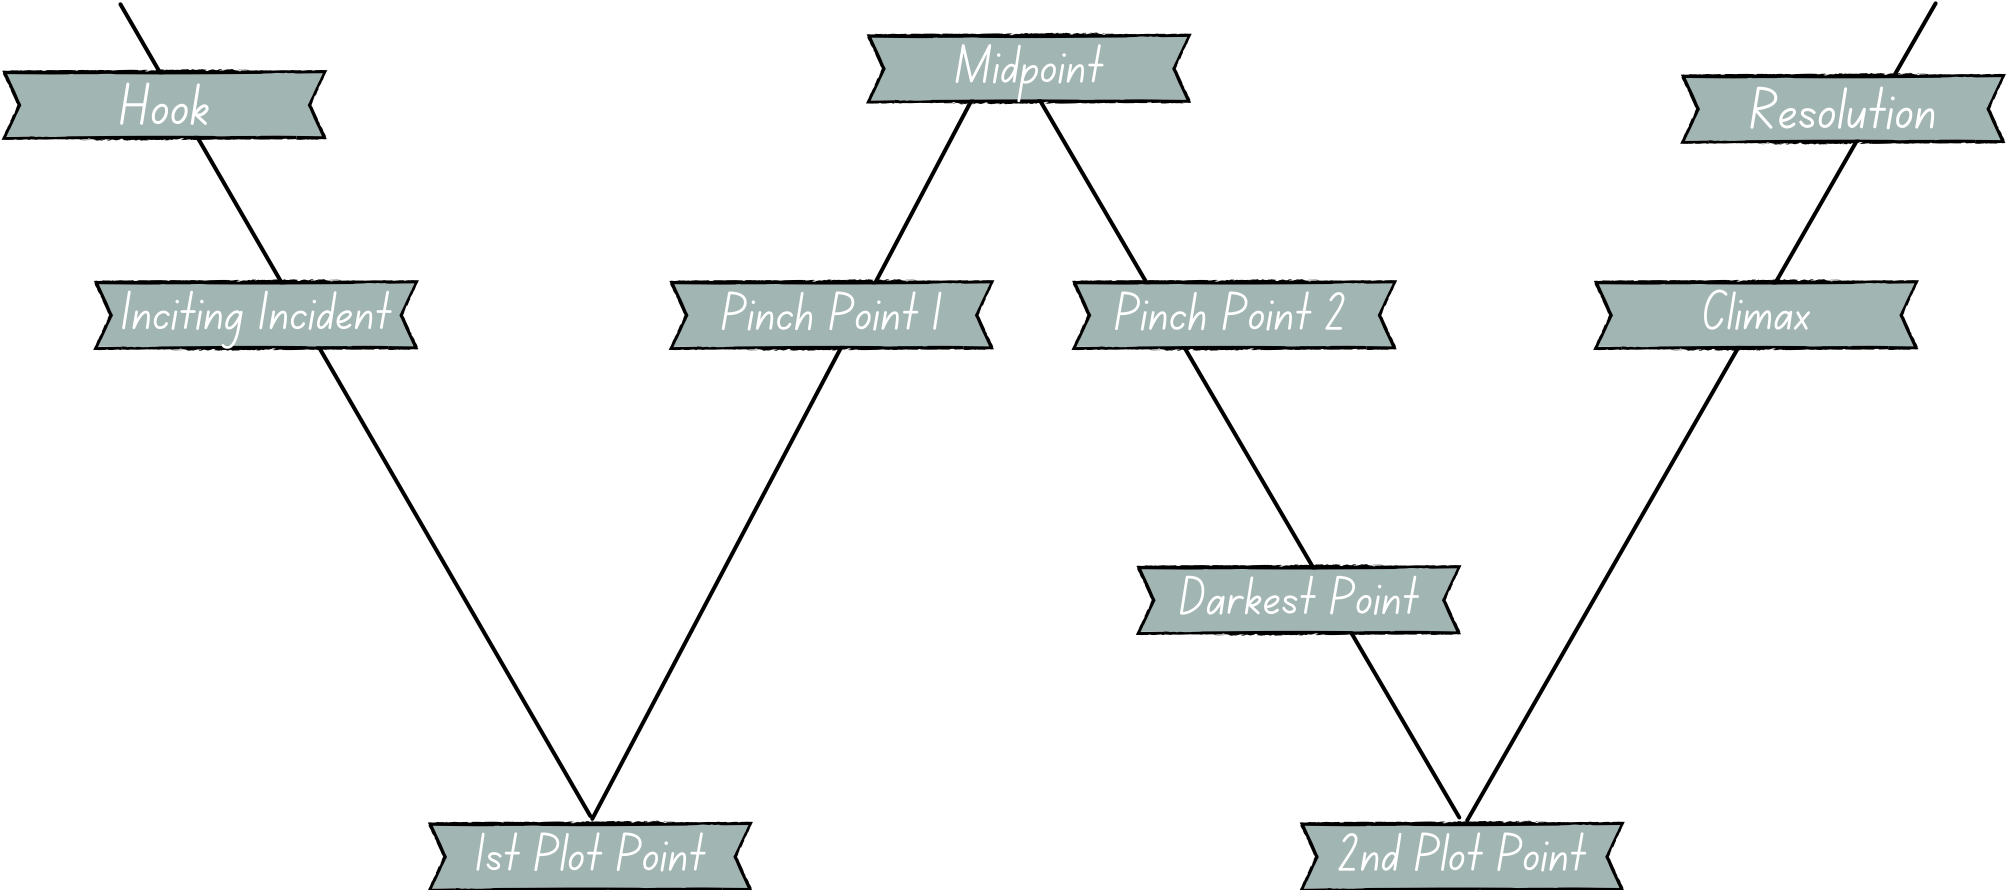 Hook
Inciting Incident
1st Plot Point
Pinch Point 1
Midpoint
Pinch Point 2
Darkest Point
2nd Plot Point
Climax
Resolution